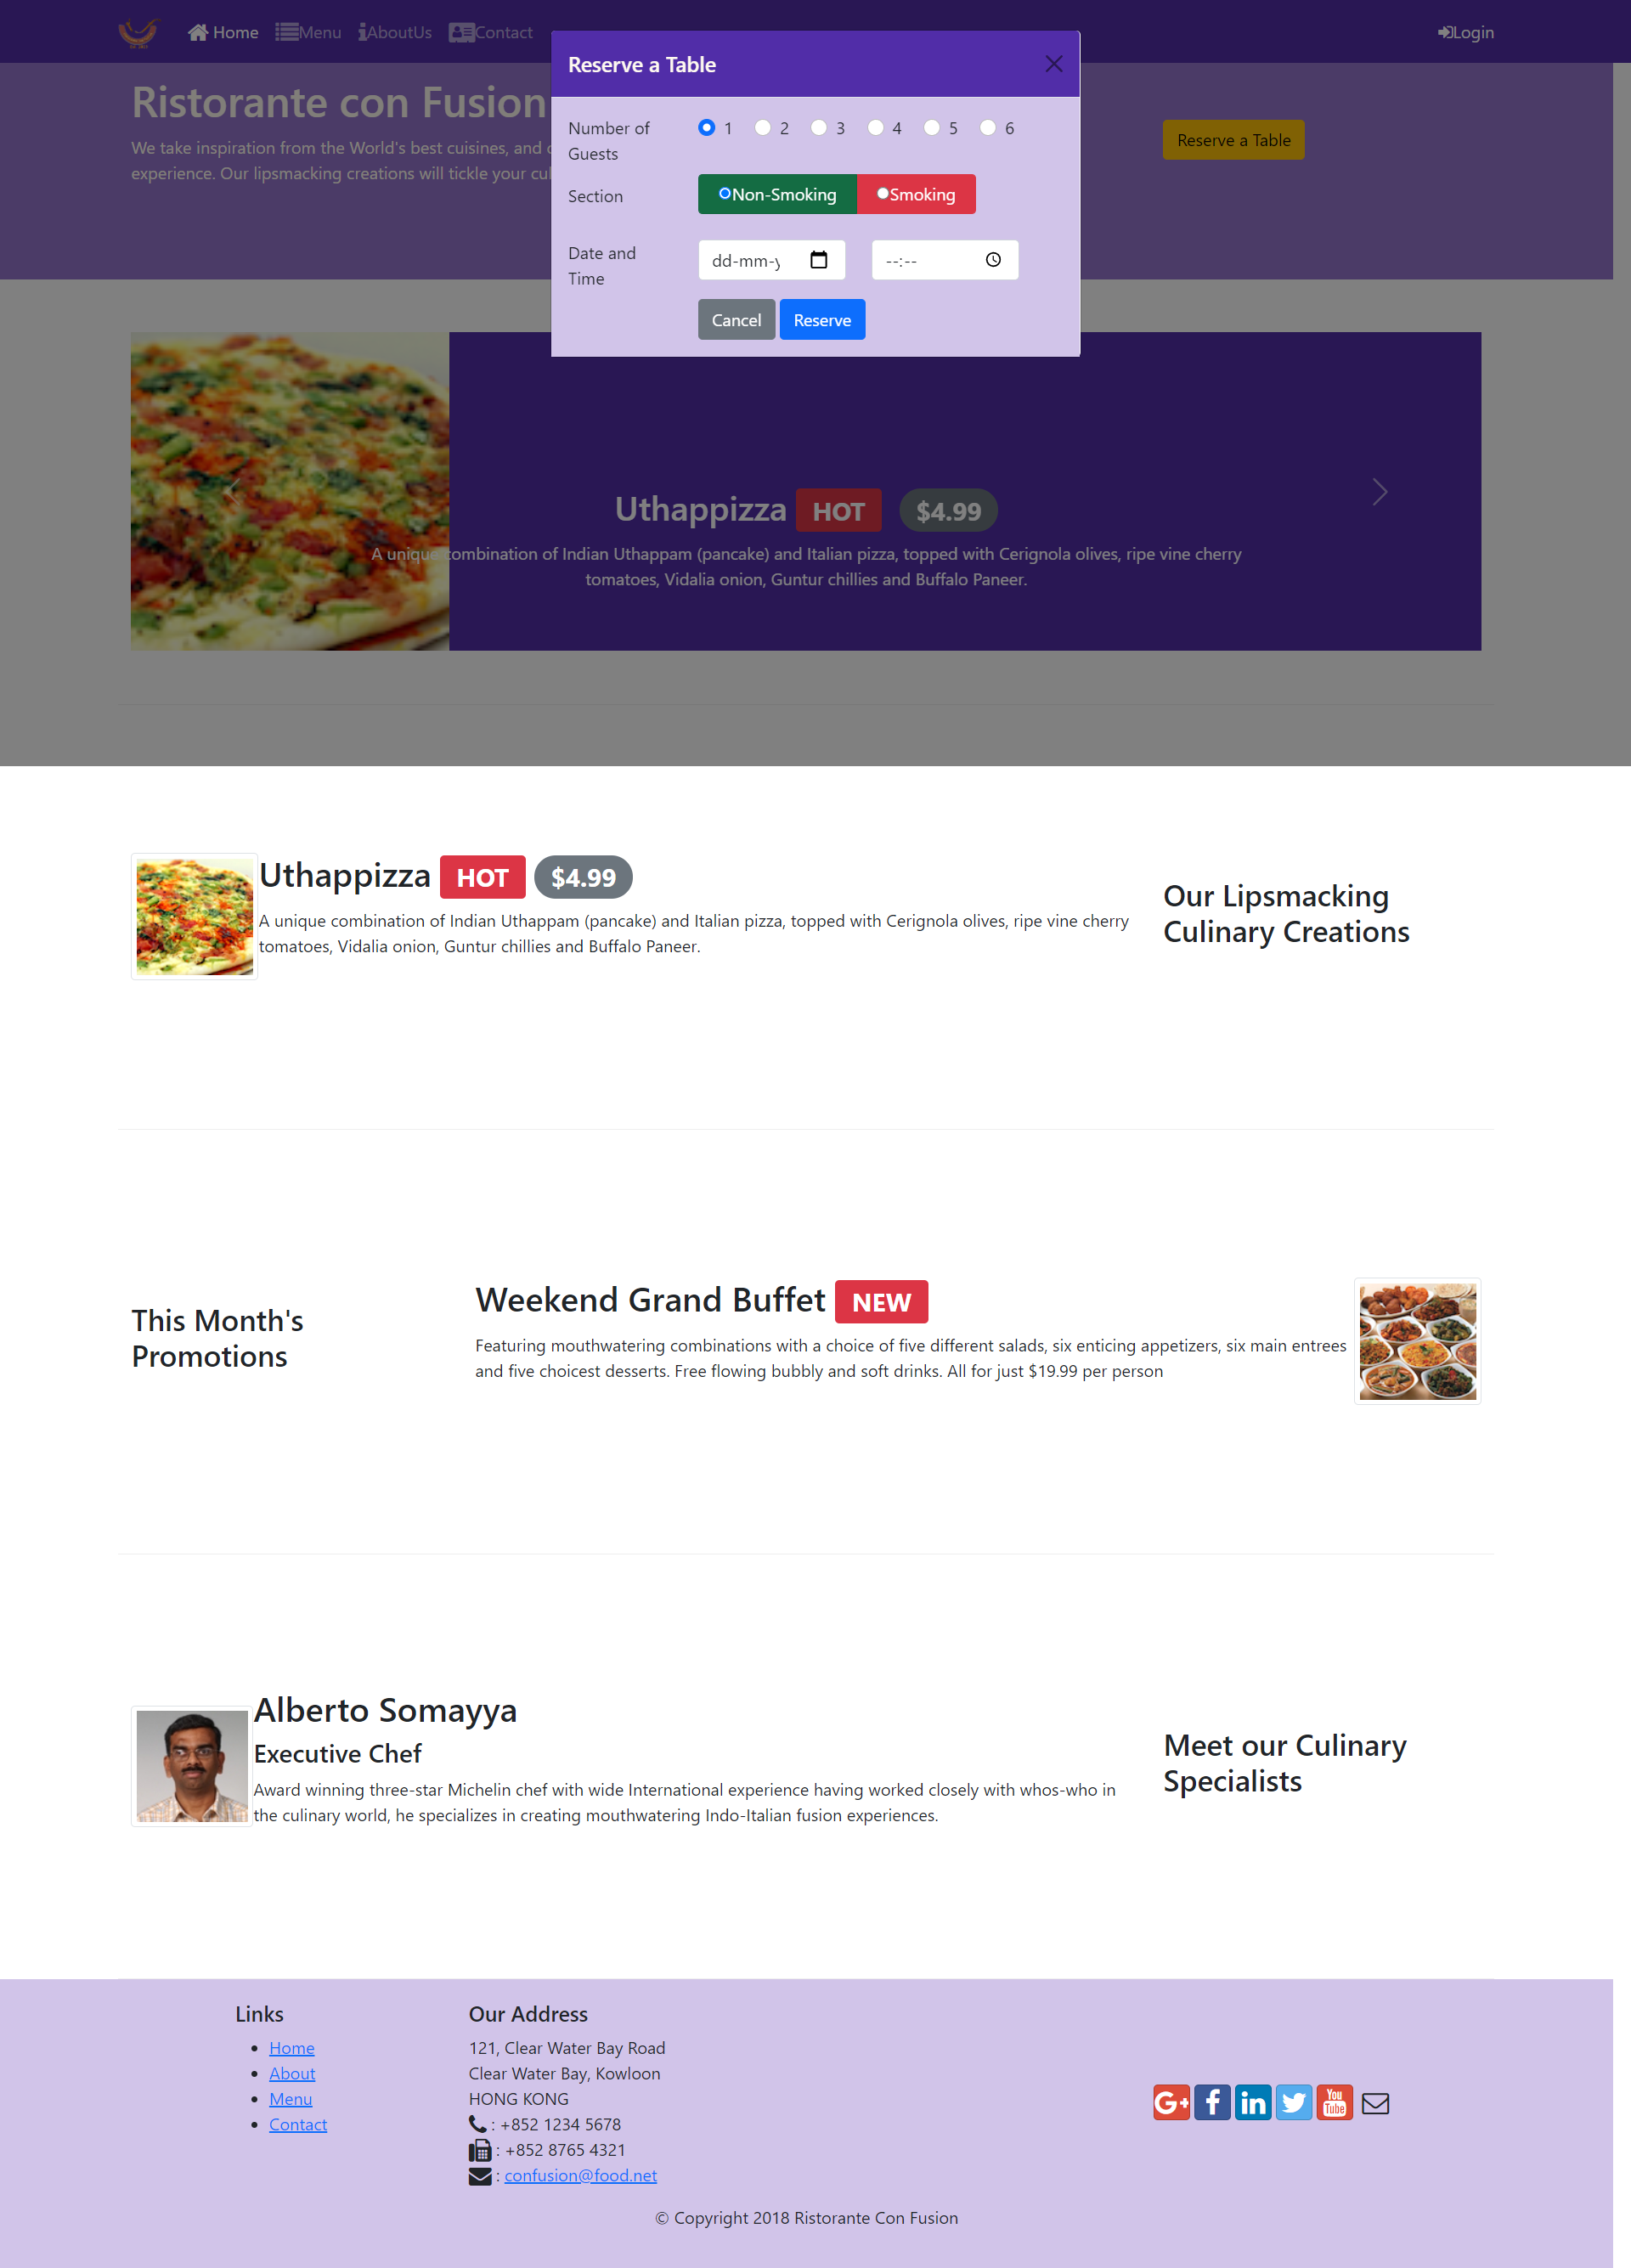 Home Menu AboutUs Contact Login
Reserve a Table
Ristorante con Fusion
We take inspiration from the World's best cuisines, and
experience. Our lipsmacking creations will tickle your
Reserve a Table
Number of
Guests
1 2 3 4 5 6
Section
Non-Smoking Smoking
Date and
Time
dd-mm-
--:--
Cancel Reserve
Uthappizza HOT $4.99
A unique combination of Indian Uthappam (pancake) and Italian pizza, topped with Cerignola olives, ripe vine cherry
tomatoes, Vidalia onion, Guntur chillies and Buffalo Paneer.
Uthappizza HOT $4.99
A unique combination of Indian Uthappam (pancake) and Italian pizza, topped with Cerignola olives, ripe vine cherry
tomatoes, Vidalia onion, Guntur chillies and Buffalo Paneer.
Our Lipsmacking
Culinary Creations
This Month's
Promotions
Weekend Grand Buffet NEW
Featuring mouthwatering combinations with a choice of five different salads, six enticing appetizers, six main entrees
and five choicest desserts. Free flowing bubbly and soft drinks. All for just $19.99 per person
Alberto Somayya
Executive Chef
Award winning three-star Michelin chef with wide International experience having worked closely with whos-who in
the culinary world, he specializes in creating mouthwatering Indo-Italian fusion experiences.
Meet our Culinary
Specialists
Links
Home
About
Menu
Contact
Our Address
121, Clear Water Bay Road
Clear Water Bay, Kowloon
HONG KONG
: +852 1234 5678
: +852 8765 4321
: confusion@food.net
G+ f in You Tube
© Copyright 2018 Ristorante Con Fusion